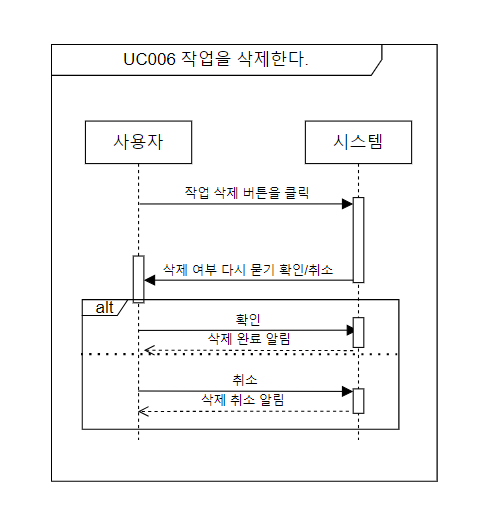 UC006 작업을 삭제한다.
사용자
시스템
작업 삭제 버튼을 클릭
삭제 여부 다시 묻기 확인/취소
alt
확인
삭제 완료 알림
취소
삭제 취소 알림